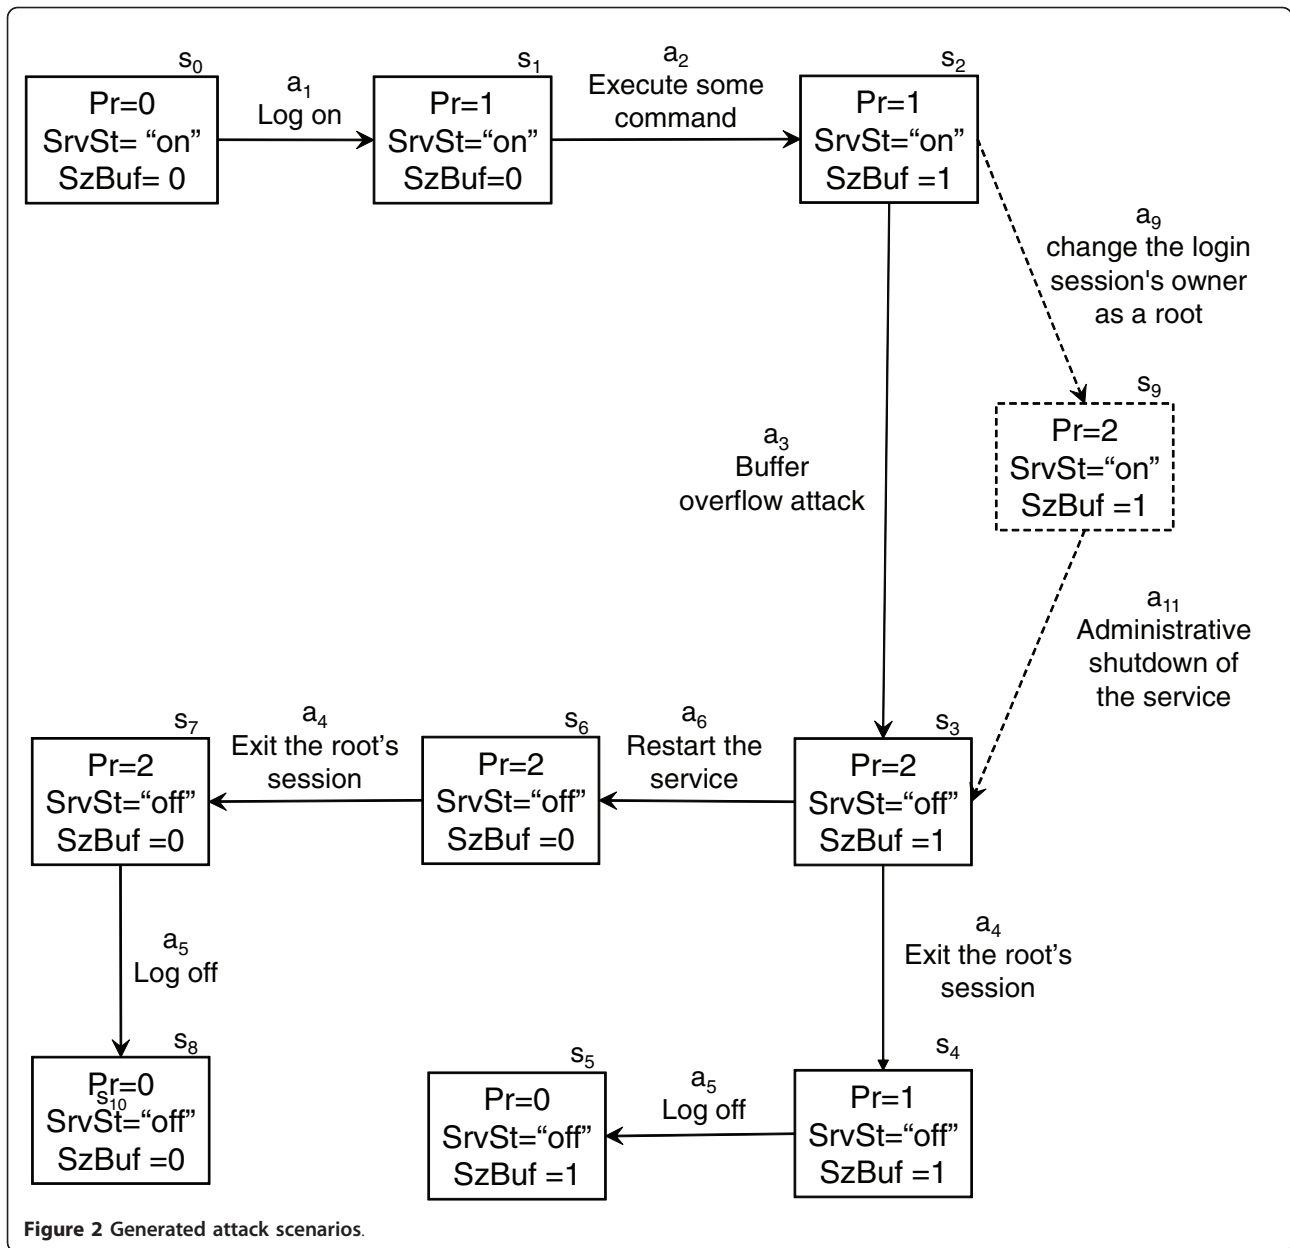 s0
Pr=0
SrvSt= “on”
SzBuf= 0
a1
Log on
s1
Pr=1
SrvSt=“on”
SzBuf=0
a2
Execute some
command
s2
Pr=1
SrvSt=“on”
SzBuf =1
a9
change the login
session's owner
as a root
s9
Pr=2
SrvSt=“on”
SzBuf =1
a3
Buffer
overflow attack
a11
Administrative
shutdown of
the service
s3
Pr=2
SrvSt=“off”
SzBuf =1
a6
Restart the
service
s6
Pr=2
SrvSt=“off”
SzBuf =0
a4
Exit the root’s
session
s7
Pr=2
SrvSt=“off”
SzBuf =0
a5
Log off
s8
Pr=0
s10
SrvSt=“off”
SzBuf =0
a4
Exit the root’s
session
s4
Pr=1
SrvSt=“off”
SzBuf =1
a5
Log off
s5
Pr=0
SrvSt=“off”
SzBuf =1
Figure 2 Generated attack scenarios.